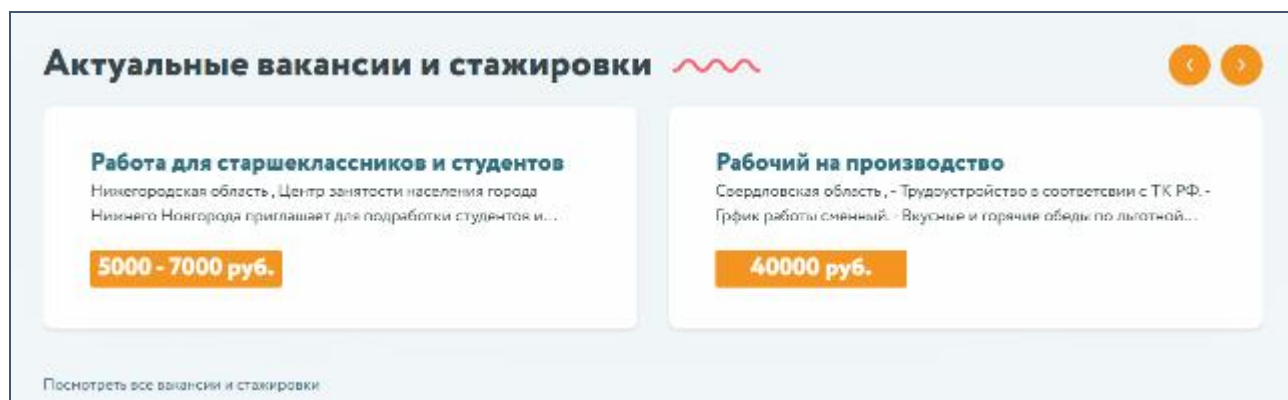 Актуальные вакансии и стажировки
Работа для старшеклассников и студентов
Нижегородская область , Центр занятости населения города
Нижнего Новгорода приглашает для подработки студентов и...
5000 - 7000 руб.
Рабочий на производство
Свердловская область , - Трудоустройство в соответсвии с ТК РФ. -
Грфик работы сменный. - Вкусные и горячие обеды по льготной...
40000 руб.
Посмотреть все вакансии и стажировки